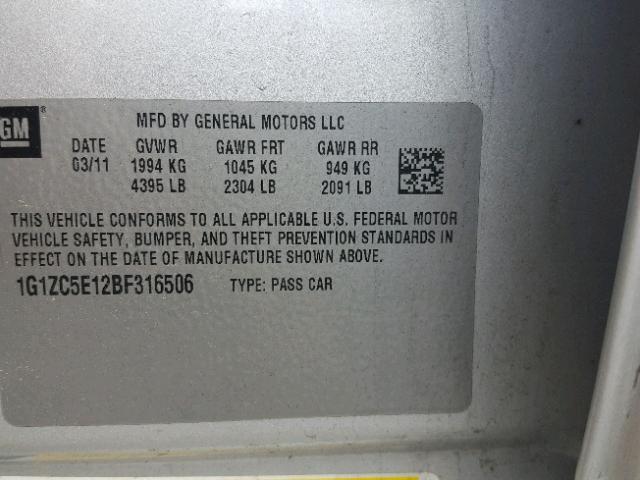 GM ®
MFD BY GENERAL MOTORS LLC
DATE GVWR GAWR FRT GAWR RR
03/11 1994 KG 1045 KG 949 KG
4395 LB 2304 LB 2091 LB
THIS VEHICLE CONFORMS TO ALL APPLICABLE U.S. FEDERAL MOTOR
VEHICLE SAFETY, BUMPER, AND THEFT PREVENTION STANDARDS IN
EFFECT ON THE DATE OF MANUFACTURE SHOWN ABOVE.
1G1ZC5E12BF316506 TYPE: PASS CAR